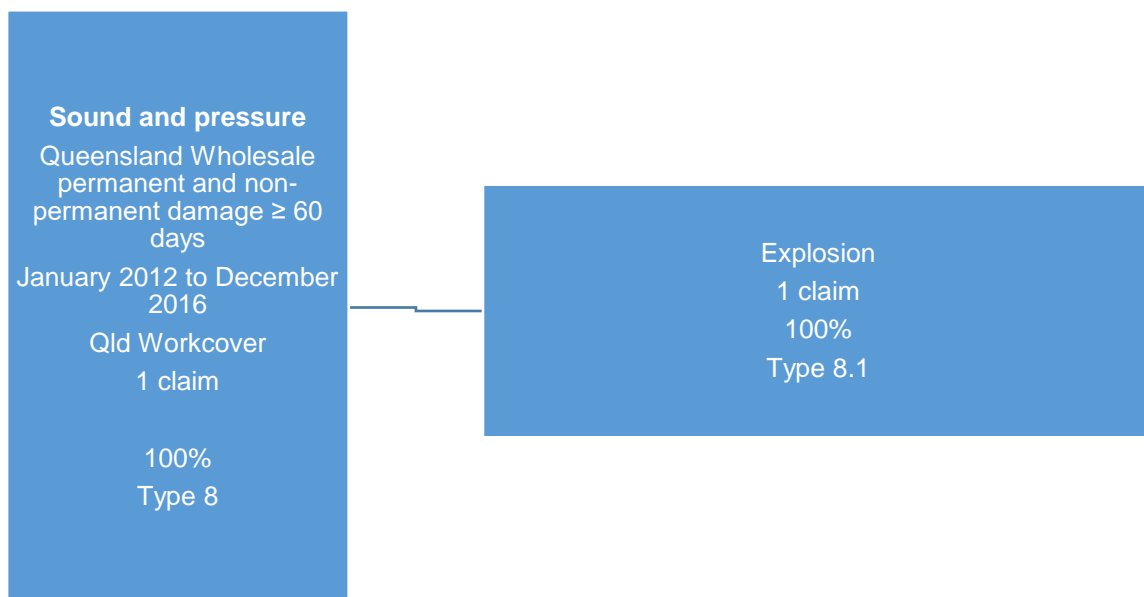 Sound and pressure
Queensland Wholesale
permanent and non-
permanent damage ≥ 60
days
January 2012 to December
2016
Qld Workcover
1 claim
100%
Type 8
Explosion
1 claim
100%
Type 8.1